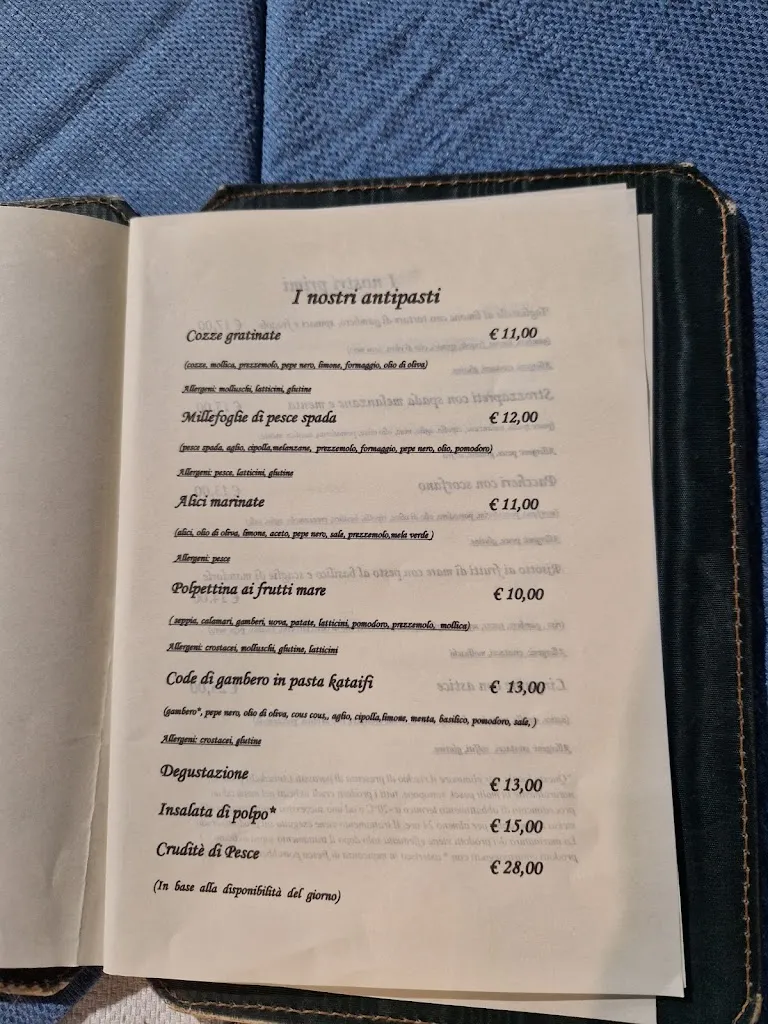 I nostri antipasti
Cozze gratinate € 11,00
(cozze, mollica, prezzemolo, pepe nero, limone, formaggio, olio di oliva)
Allergeni: molluschi, latticini, glutine
Millefoglie di pesce spada € 12,00
(pesce spada, aglio, cipolla,melanzane, prezzemolo, formaggio, pepe nero, olio, pomodoro)
Allergeni: pesce, latticini, glutine
Alici marinate € 11,00
(alici, olio di oliva, limone, aceto, pepe nero, sale, prezzemolo,mela verde )
Allergeni: pesce
Polpettina ai frutti mare € 10,00
( seppia, calamari, gamberi, uova, patate, latticini, pomodoro, prezzemolo, mollica)
Allergeni: crostacei, molluschi, glutine, latticini
Code di gambero in pasta kataifi € 13,00
(gambero*, pepe nero, olio di oliva, cous cous,, aglio, cipolla,limone, menta, basilico, pomodoro, sale, )
Allergeni: crostacei, glutine
Degustazione € 13,00
Insalata di polpo* € 15,00
Cruditè di Pesce € 28,00
(In base alla disponibilità del giorno)